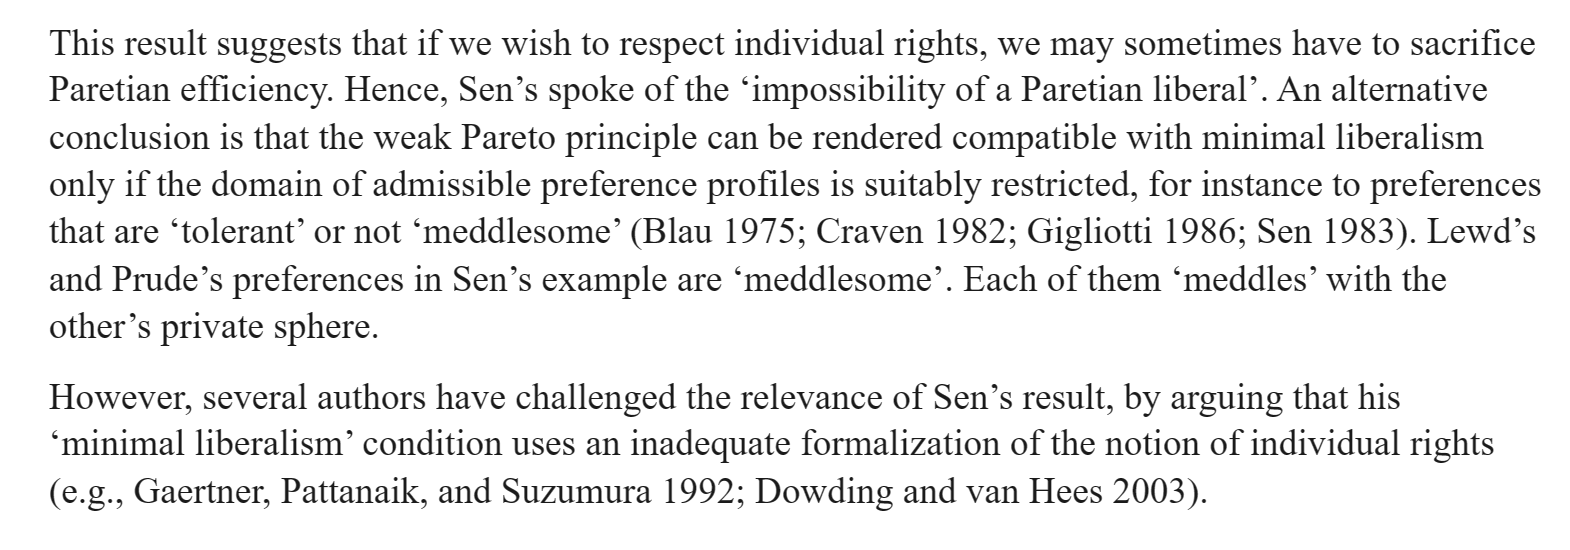 This result suggests that if we wish to respect individual rights, we may sometimes have to sacrifice
Paretian efficiency. Hence, Sen’s spoke of the ‘impossibility of a Paretian liberal’. An alternative
conclusion is that the weak Pareto principle can be rendered compatible with minimal liberalism
only if the domain of admissible preference profiles is suitably restricted, for instance to preferences
that are ‘tolerant’ or not ‘meddlesome’ (Blau 1975; Craven 1982; Gigliotti 1986; Sen 1983). Lewd’s
and Prude’s preferences in Sen’s example are ‘meddlesome’. Each of them ‘meddles’ with the
other’s private sphere.
However, several authors have challenged the relevance of Sen’s result, by arguing that his
‘minimal liberalism’ condition uses an inadequate formalization of the notion of individual rights
(e.g., Gaertner, Pattanaik, and Suzumura 1992; Dowding and van Hees 2003).